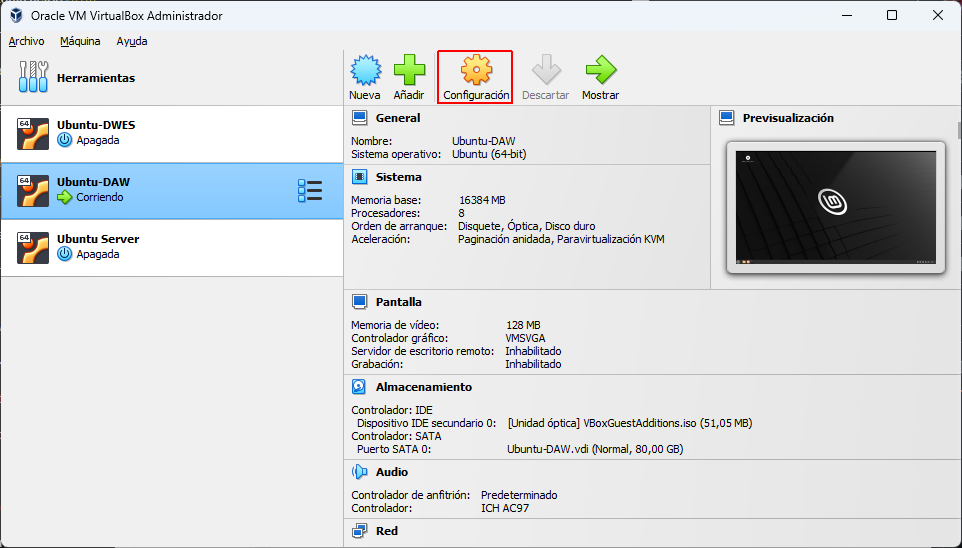 Oracle VM VirtualBox Administrador
Archivo Máquina Ayuda
Herramientas
Nueva Añadir Configuración Descartar Mostrar
64
Ubuntu-DWES
Apagada
64
Ubuntu-DAW
Corriendo
64
Ubuntu Server
Apagada
General
Nombre: Ubuntu-DAW
Sistema operativo: Ubuntu (64-bit)
Previsualización
Sistema
Memoria base: 16384 MB
Procesadores: 8
Orden de arranque: Disquete, Óptica, Disco duro
Aceleración: Paginación anidada, Paravirtualización KVM
Pantalla
Memoria de vídeo: 128 MB
Controlador gráfico: VMSVGA
Servidor de escritorio remoto: Inhabilitado
Grabación: Inhabilitado
Almacenamiento
Controlador: IDE
Dispositivo IDE secundario 0: [Unidad óptica] VBoxGuestAdditions.iso (51,05 MB)
Controlador: SATA
Puerto SATA 0: Ubuntu-DAW.vdi (Normal, 80,00 GB)
Audio
Controlador de anfitrión: Predeterminado
Controlador: ICH AC97
Red